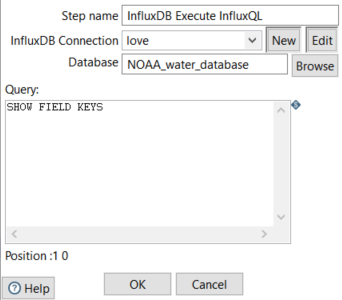 Step name InfluxDB Execute InfluxQL
InfluxDB Connection love New Edit
Database NOAA_water_database Browse
Query:
SHOW FIELD KEYS
Position :1 0
Help OK Cancel